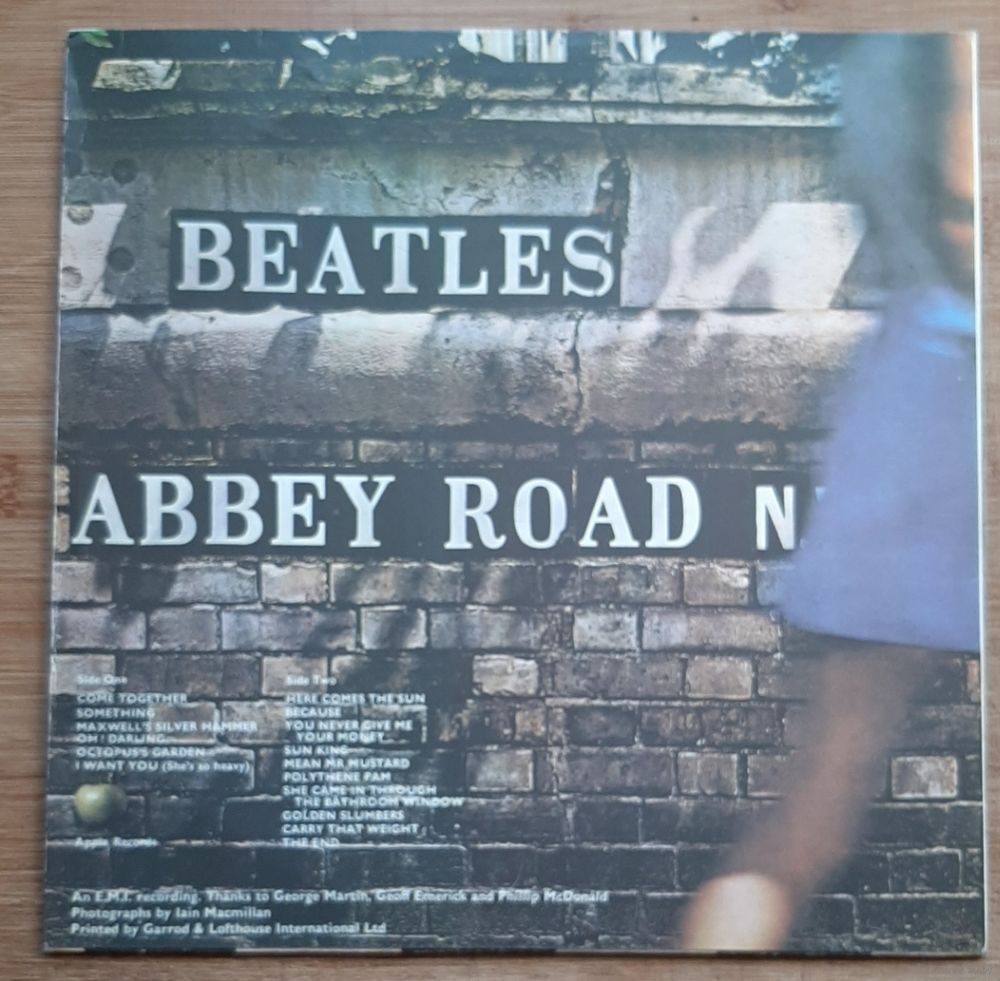 BEATLES
ABBEY ROAD N
Side One
COME TOGETHER
SOMETHING
MAXWELL'S SILVER HAMMER
OH! DARLING
OCTOPUS'S GARDEN
I WANT YOU (She's so heavy)
Apple Records
Side Two
HERE COMES THE SUN
BECAUSE
YOU NEVER GIVE ME
YOUR MONEY
SUN KING
MEAN MR MUSTARD
POLYTHENE PAM
SHE CAME IN THROUGH
THE BATHROOM WINDOW
GOLDEN SLUMBERS
CARRY THAT WEIGHT
THE END
An E.M.I. recording. Thanks to George Martin, Geoff Emerick and Phillip McDonald
Photographs by Iain Macmillan
Printed by Garrod & Lofthouse International Ltd